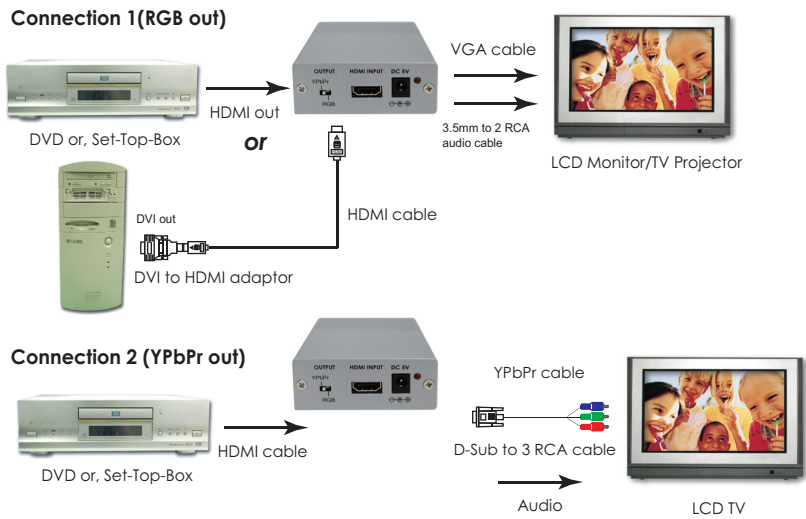 Connection 1(RGB out)
OUTPUT HDMI INPUT DC 5V
YPbPr
RGB
VGA cable
HDMI out
3.5mm to 2 RCA
audio cable
DVD or, Set-Top-Box
or
LCD Monitor/TV Projector
DVI out
HDMI cable
DVI to HDMI adaptor
Connection 2 (YPbPr out)
OUTPUT HDMI INPUT DC 5V
YPbPr
RGB
YPbPr cable
HDMI cable
D-Sub to 3 RCA cable
DVD or, Set-Top-Box
Audio
LCD TV